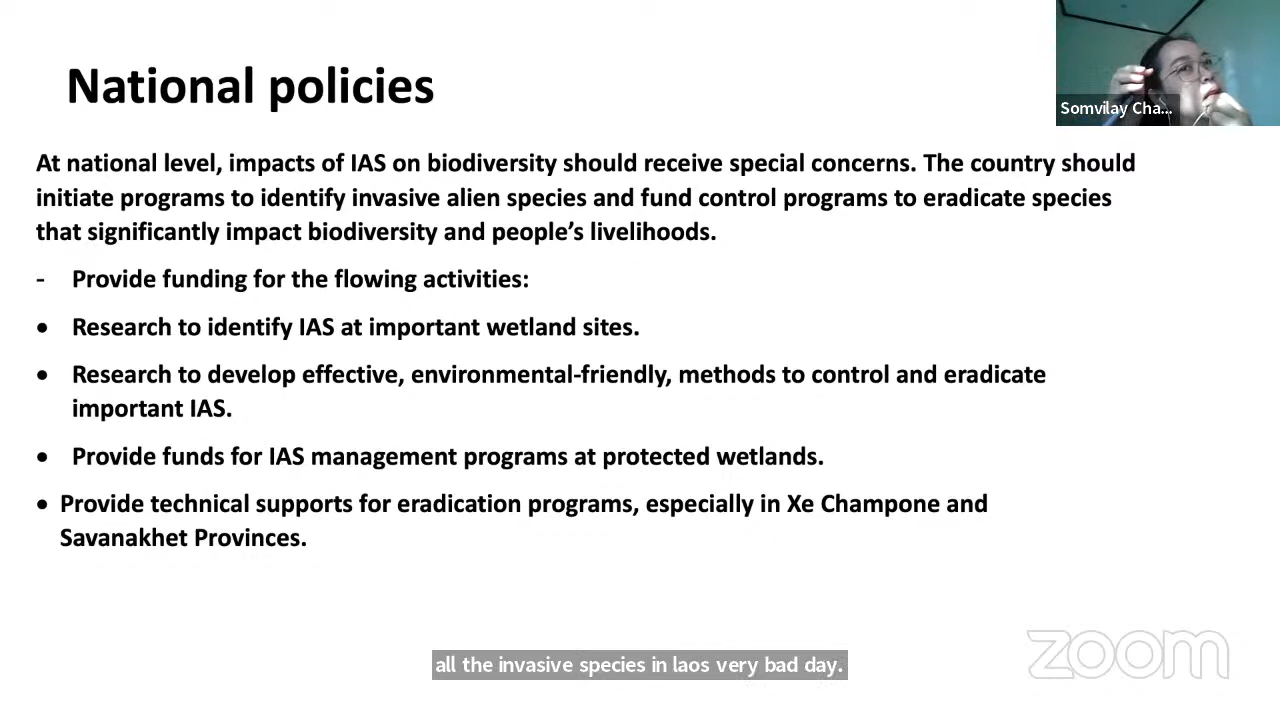 National policies
Somvilay Cha...
At national level, impacts of IAS on biodiversity should receive special concerns. The country should
initiate programs to identify invasive alien species and fund control programs to eradicate species
that significantly impact biodiversity and people’s livelihoods.
- Provide funding for the flowing activities:
• Research to identify IAS at important wetland sites.
• Research to develop effective, environmental-friendly, methods to control and eradicate
important IAS.
• Provide funds for IAS management programs at protected wetlands.
• Provide technical supports for eradication programs, especially in Xe Champone and
Savanakhet Provinces.
all the invasive species in laos very bad day.
zoom